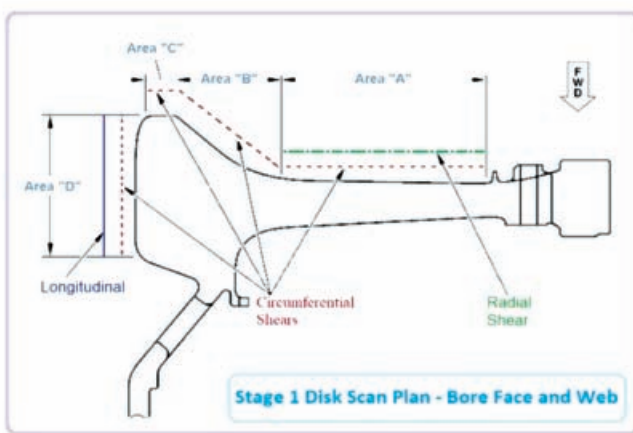 Area "C"
Area "B"
Area "A"
FWD
Area "D"
Longitudinal
Circumferential
Shears
Radial
Shear
Stage 1 Disk Scan Plan - Bore Face and Web